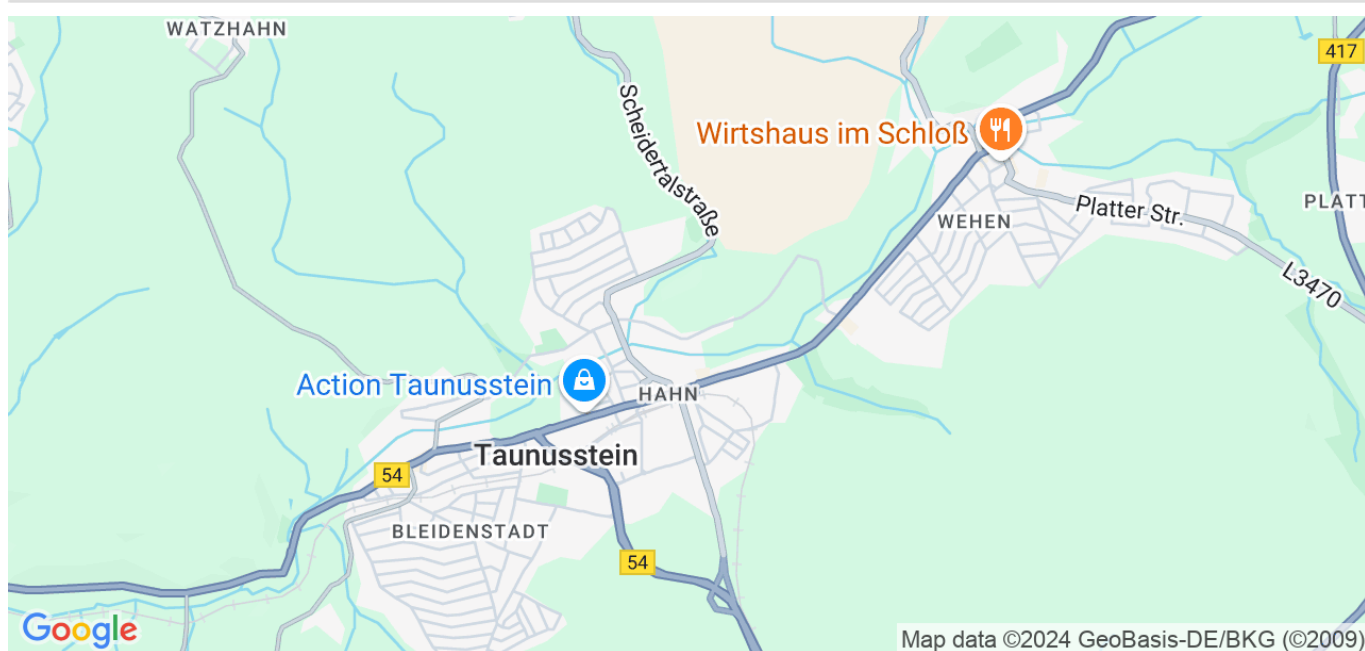 WATZHAHN
417
Scheidertalstraße
Wirtshaus im Schloß
PLATT
Platter Str.
WEHEN
L3470
Action Taunusstein
HAHN
Taunusstein
54
BLEIDENSTADT
54
Google
Map data ©2024 GeoBasis-DE/BKG (©2009)